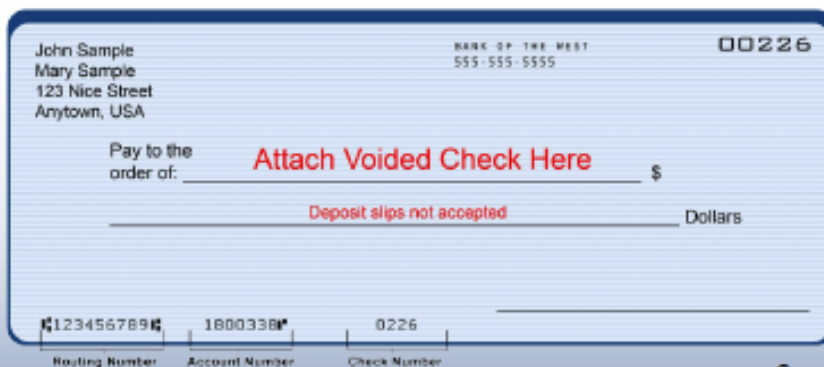 John Sample
Mary Sample
123 Nice Street
Anytown, USA
BANK OF THE WEST
555-555-5555
00226
Pay to the
order of:
Attach Voided Check Here
$
Deposit slips not accepted
Dollars
⑆123456789⑆ 1800338⑈ 0226
Routing Number Account Number Check Number